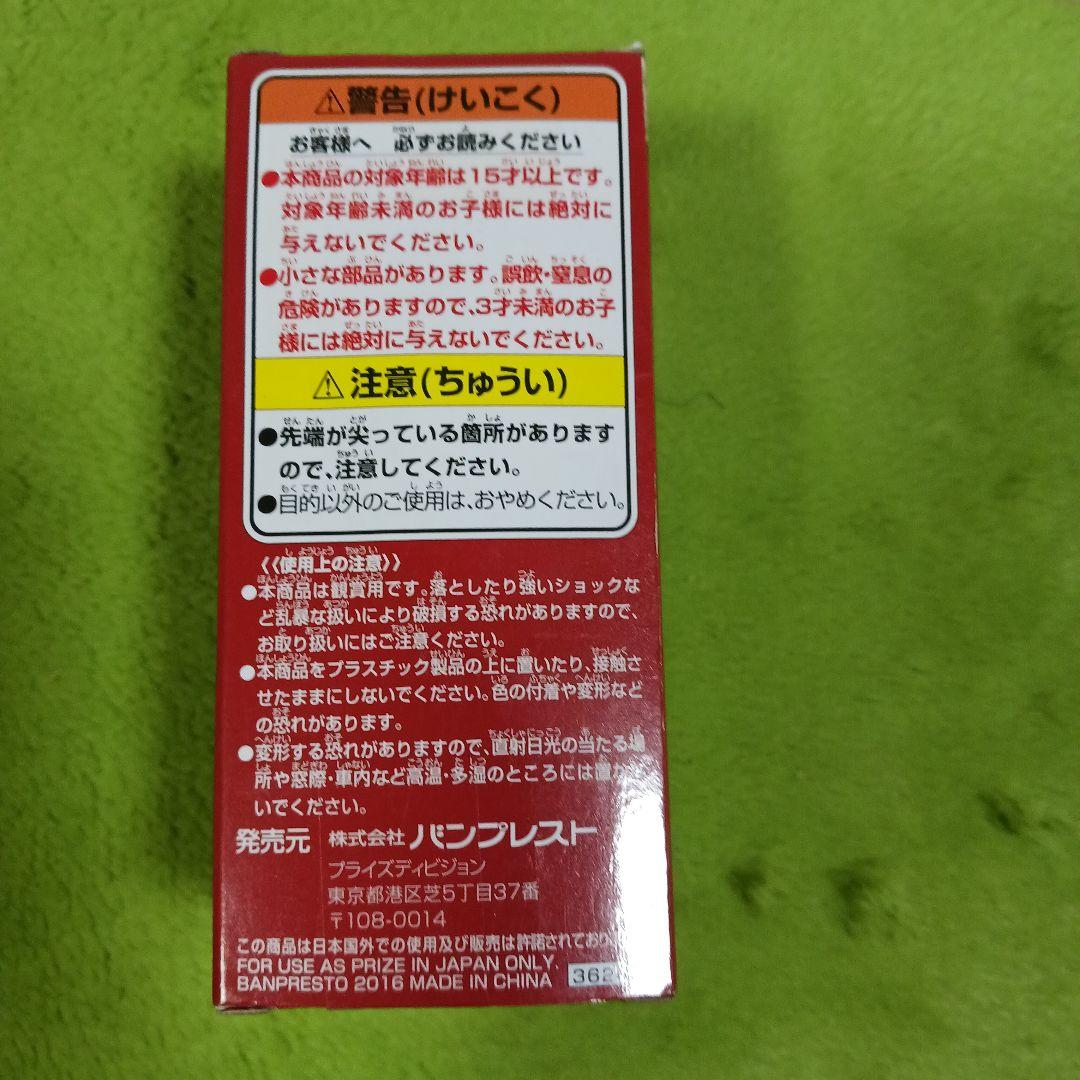 ⚠警告(けいこく)
お客様へ 必ずお読みください
●本商品の対象年齢は15才以上です。
対象年齢未満のお子様には絶対に
与えないでください。
●小さな部品があります。誤飲・窒息の
危険がありますので、3才未満のお子
様には絶対に与えないでください。
⚠注意(ちゅうい)
●先端が尖っている箇所があります
ので、注意してください。
●目的以外のご使用は、おやめください。
《使用上の注意》
●本商品は観賞用です。落としたり強いショックな
ど乱暴な扱いにより破損する恐れがありますので、
お取り扱いにはご注意ください。
●本商品をプラスチック製品の上に置いたり、接触さ
せたままにしないでください。色の付着や変形など
の恐れがあります。
●変形する恐れがありますので、直射日光の当たる場
所や窓際・車内など高温・多湿のところには置かな
いでください。
発売元 株式会社 バンプレスト
プライズディビジョン
東京都港区芝5丁目37番
〒108-0014
この商品は日本国外での使用及び販売は許諾されており
FOR USE AS PRIZE IN JAPAN ONLY.
BANPRESTO 2016 MADE IN CHINA 362